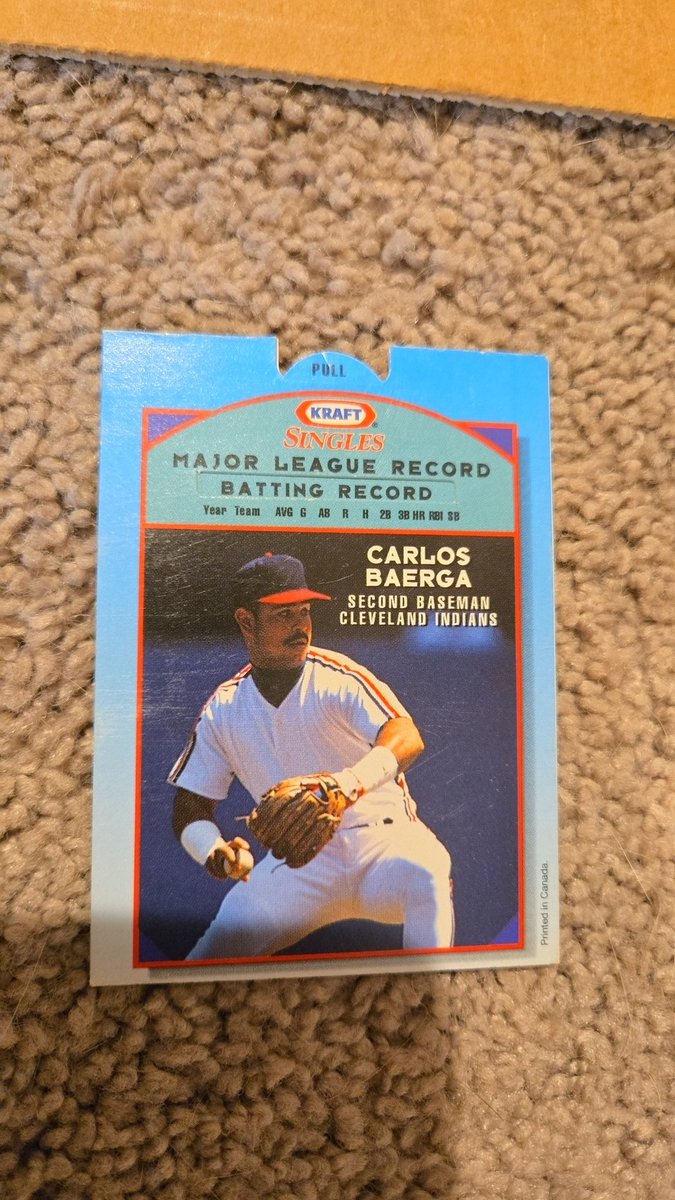 PULL
KRAFT®
SINGLES
MAJOR LEAGUE RECORD
BATTING RECORD
Year Team AVG G AB R H 2B 3B HR RBI SB
CARLOS
BAERGA
SECOND BASEMAN
CLEVELAND INDIANS
Printed in Canada.